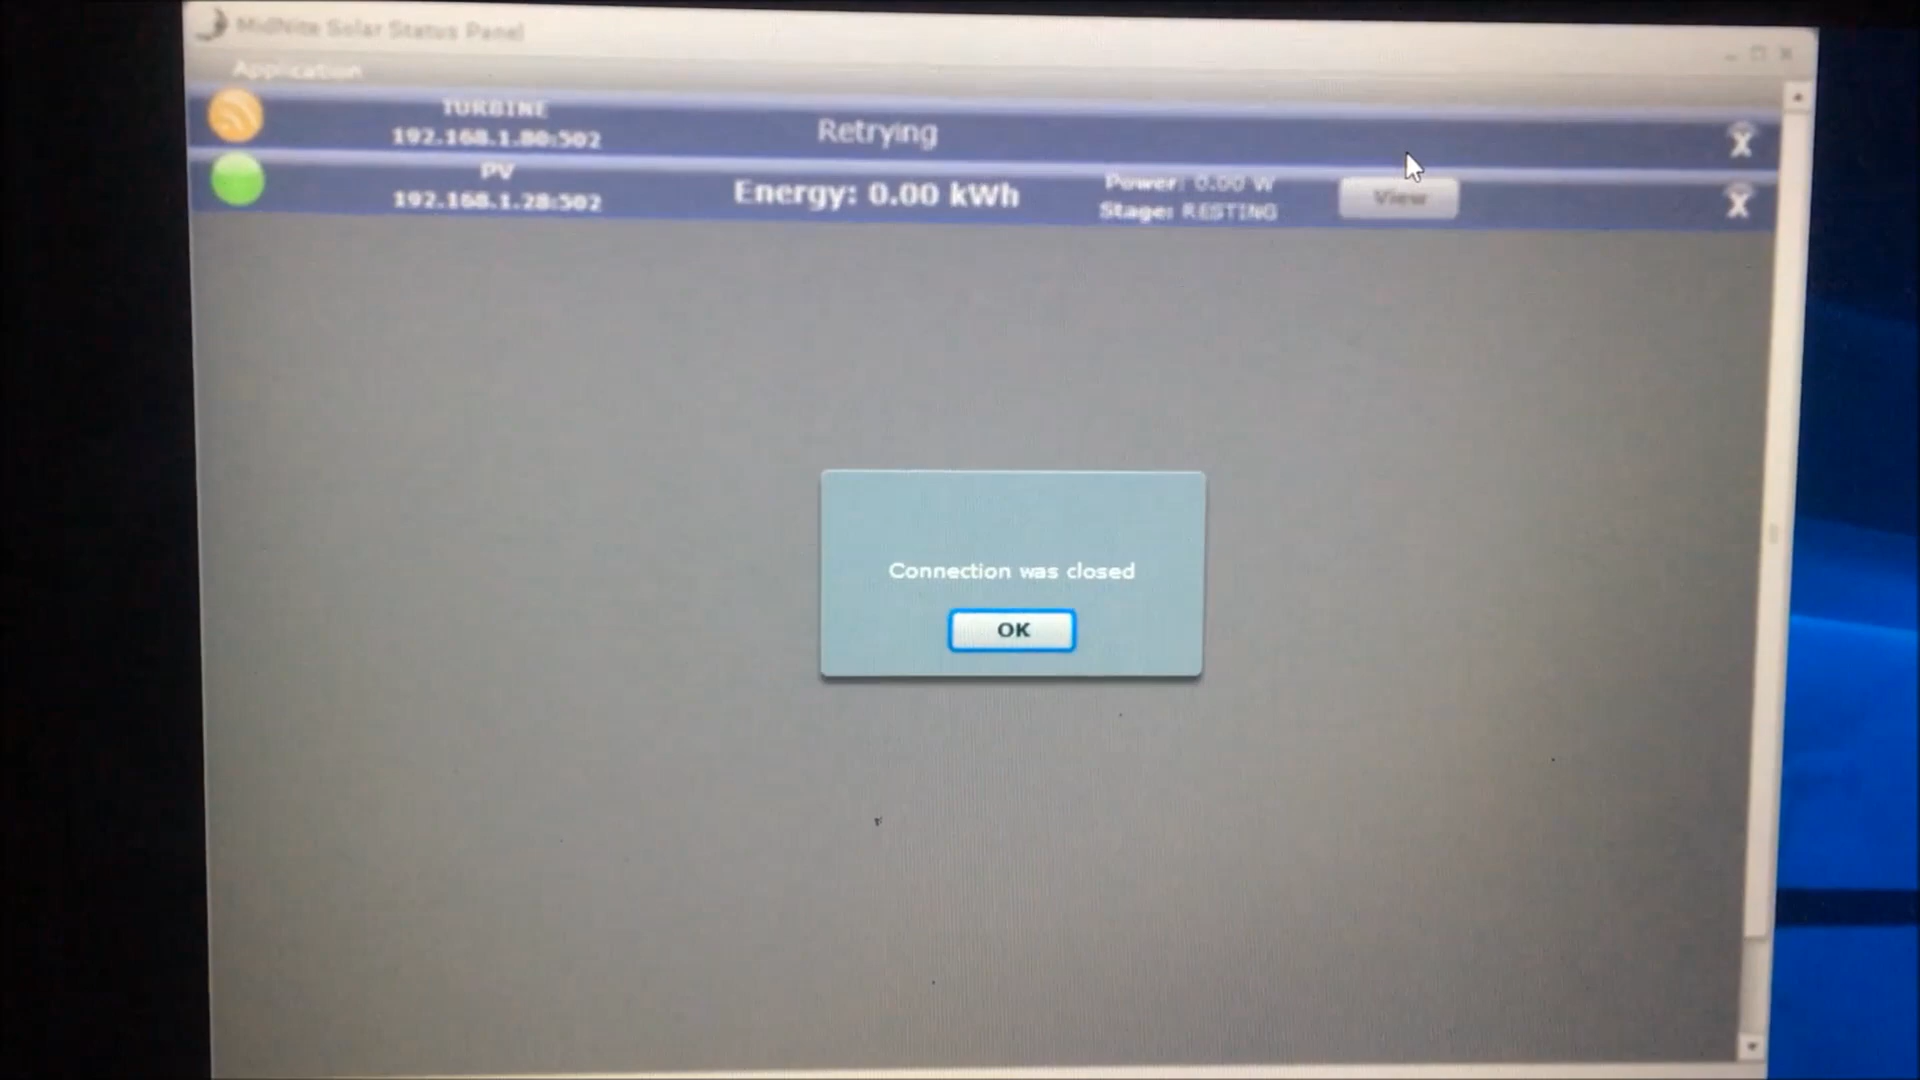 MidNite Solar Status Panel
Application
TURBINE
192.168.1.80:502
Retrying
PV
192.168.1.28:502
Energy: 0.00 kWh
Power: 0.00 W
Stage: RESTING
View
Connection was closed
OK